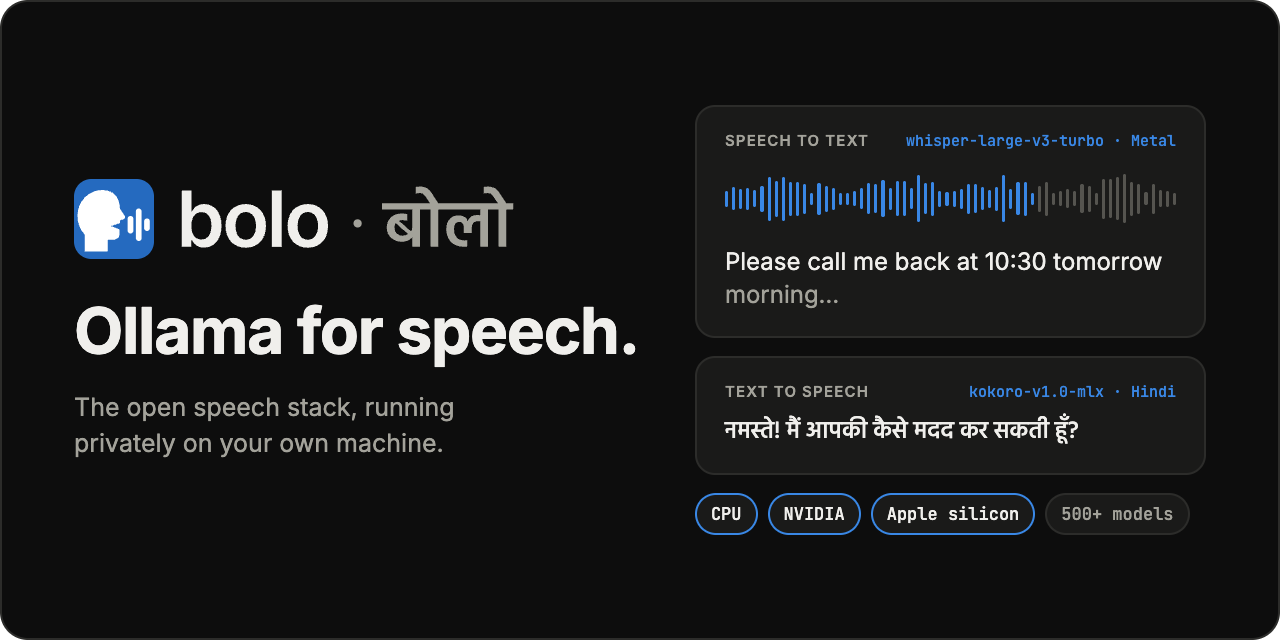 bolo · बोलो
Ollama for speech.
The open speech stack, running
privately on your own machine.
SPEECH TO TEXT whisper-large-v3-turbo · Metal
Please call me back at 10:30 tomorrow
morning...
TEXT TO SPEECH kokoro-v1.0-mlx · Hindi
नमस्ते! मैं आपकी कैसे मदद कर सकती हूँ?
CPU NVIDIA Apple silicon 500+ models